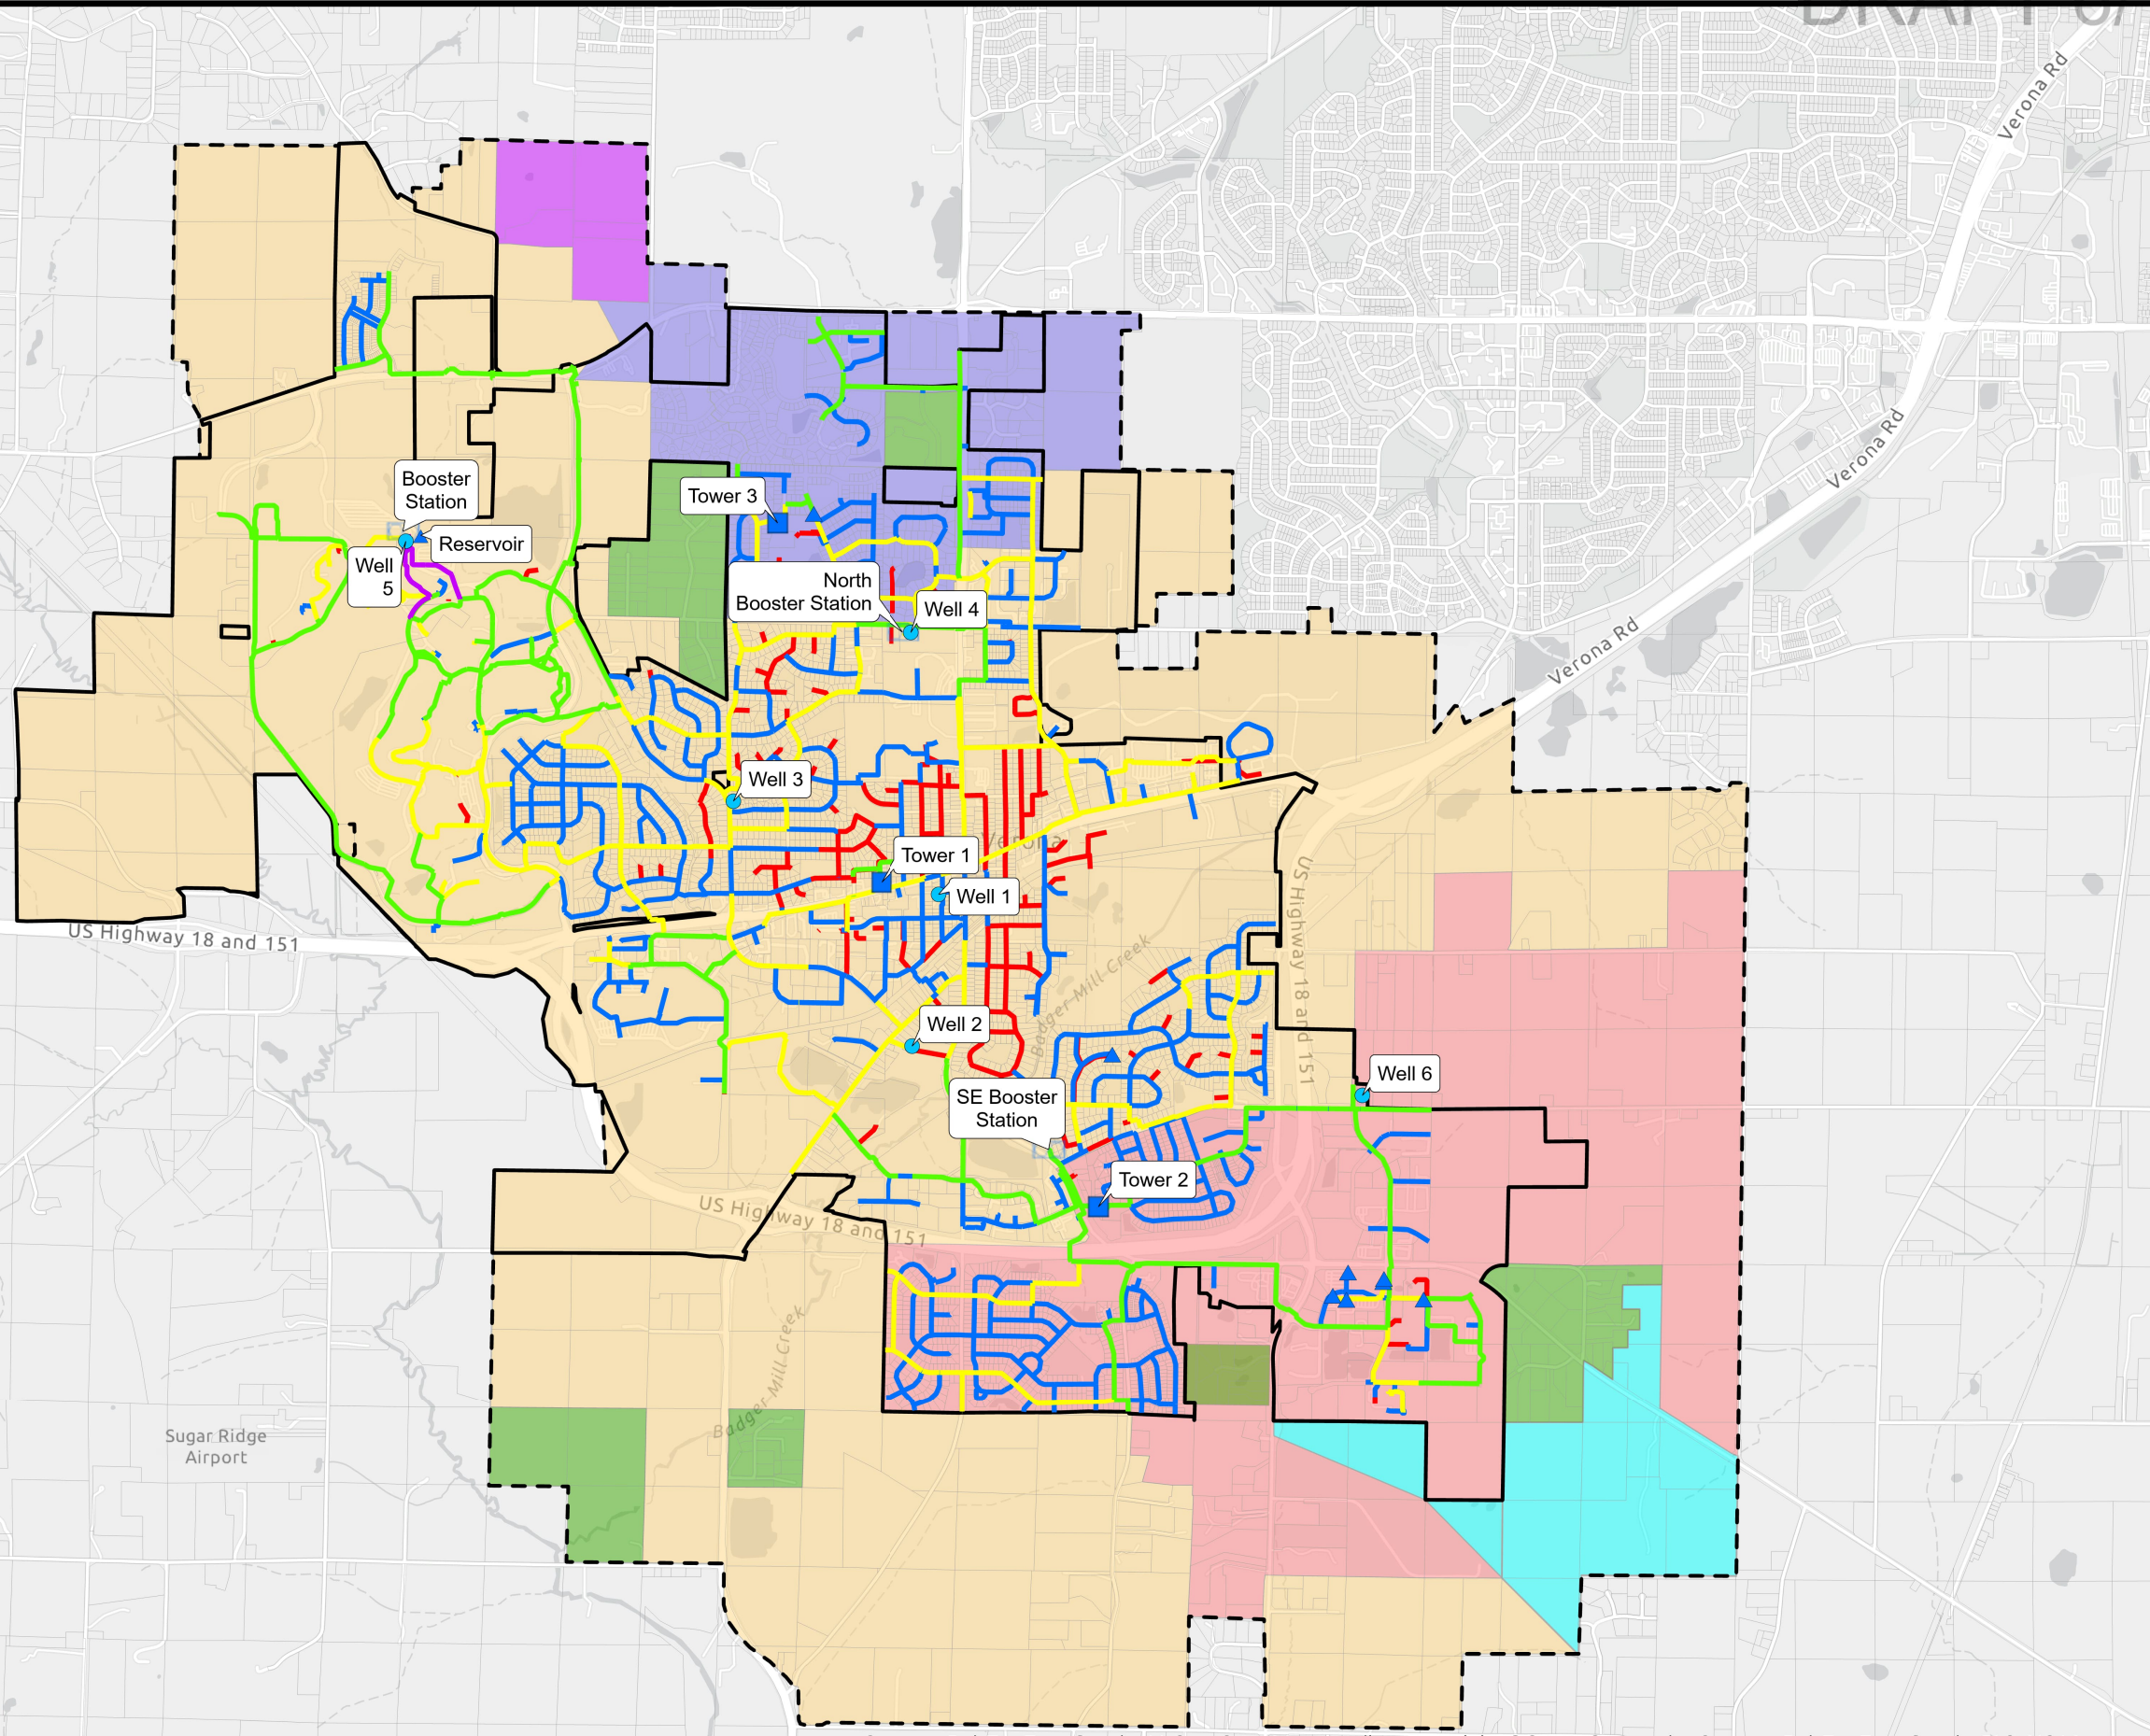 Verona Rd
Verona Rd
Booster
Station
Tower 3
Reservoir
Well
5
North
Booster Station
Well 4
Verona Rd
Well 3
Verona
Tower 1
Well 1
US Highway 18 and 151
US Highway 18 and 151
Badger Mill Creek
Well 2
Well 6
SE Booster
Station
Tower 2
US Highway 18 and 151
Badger Mill Creek
Sugar Ridge
Airport